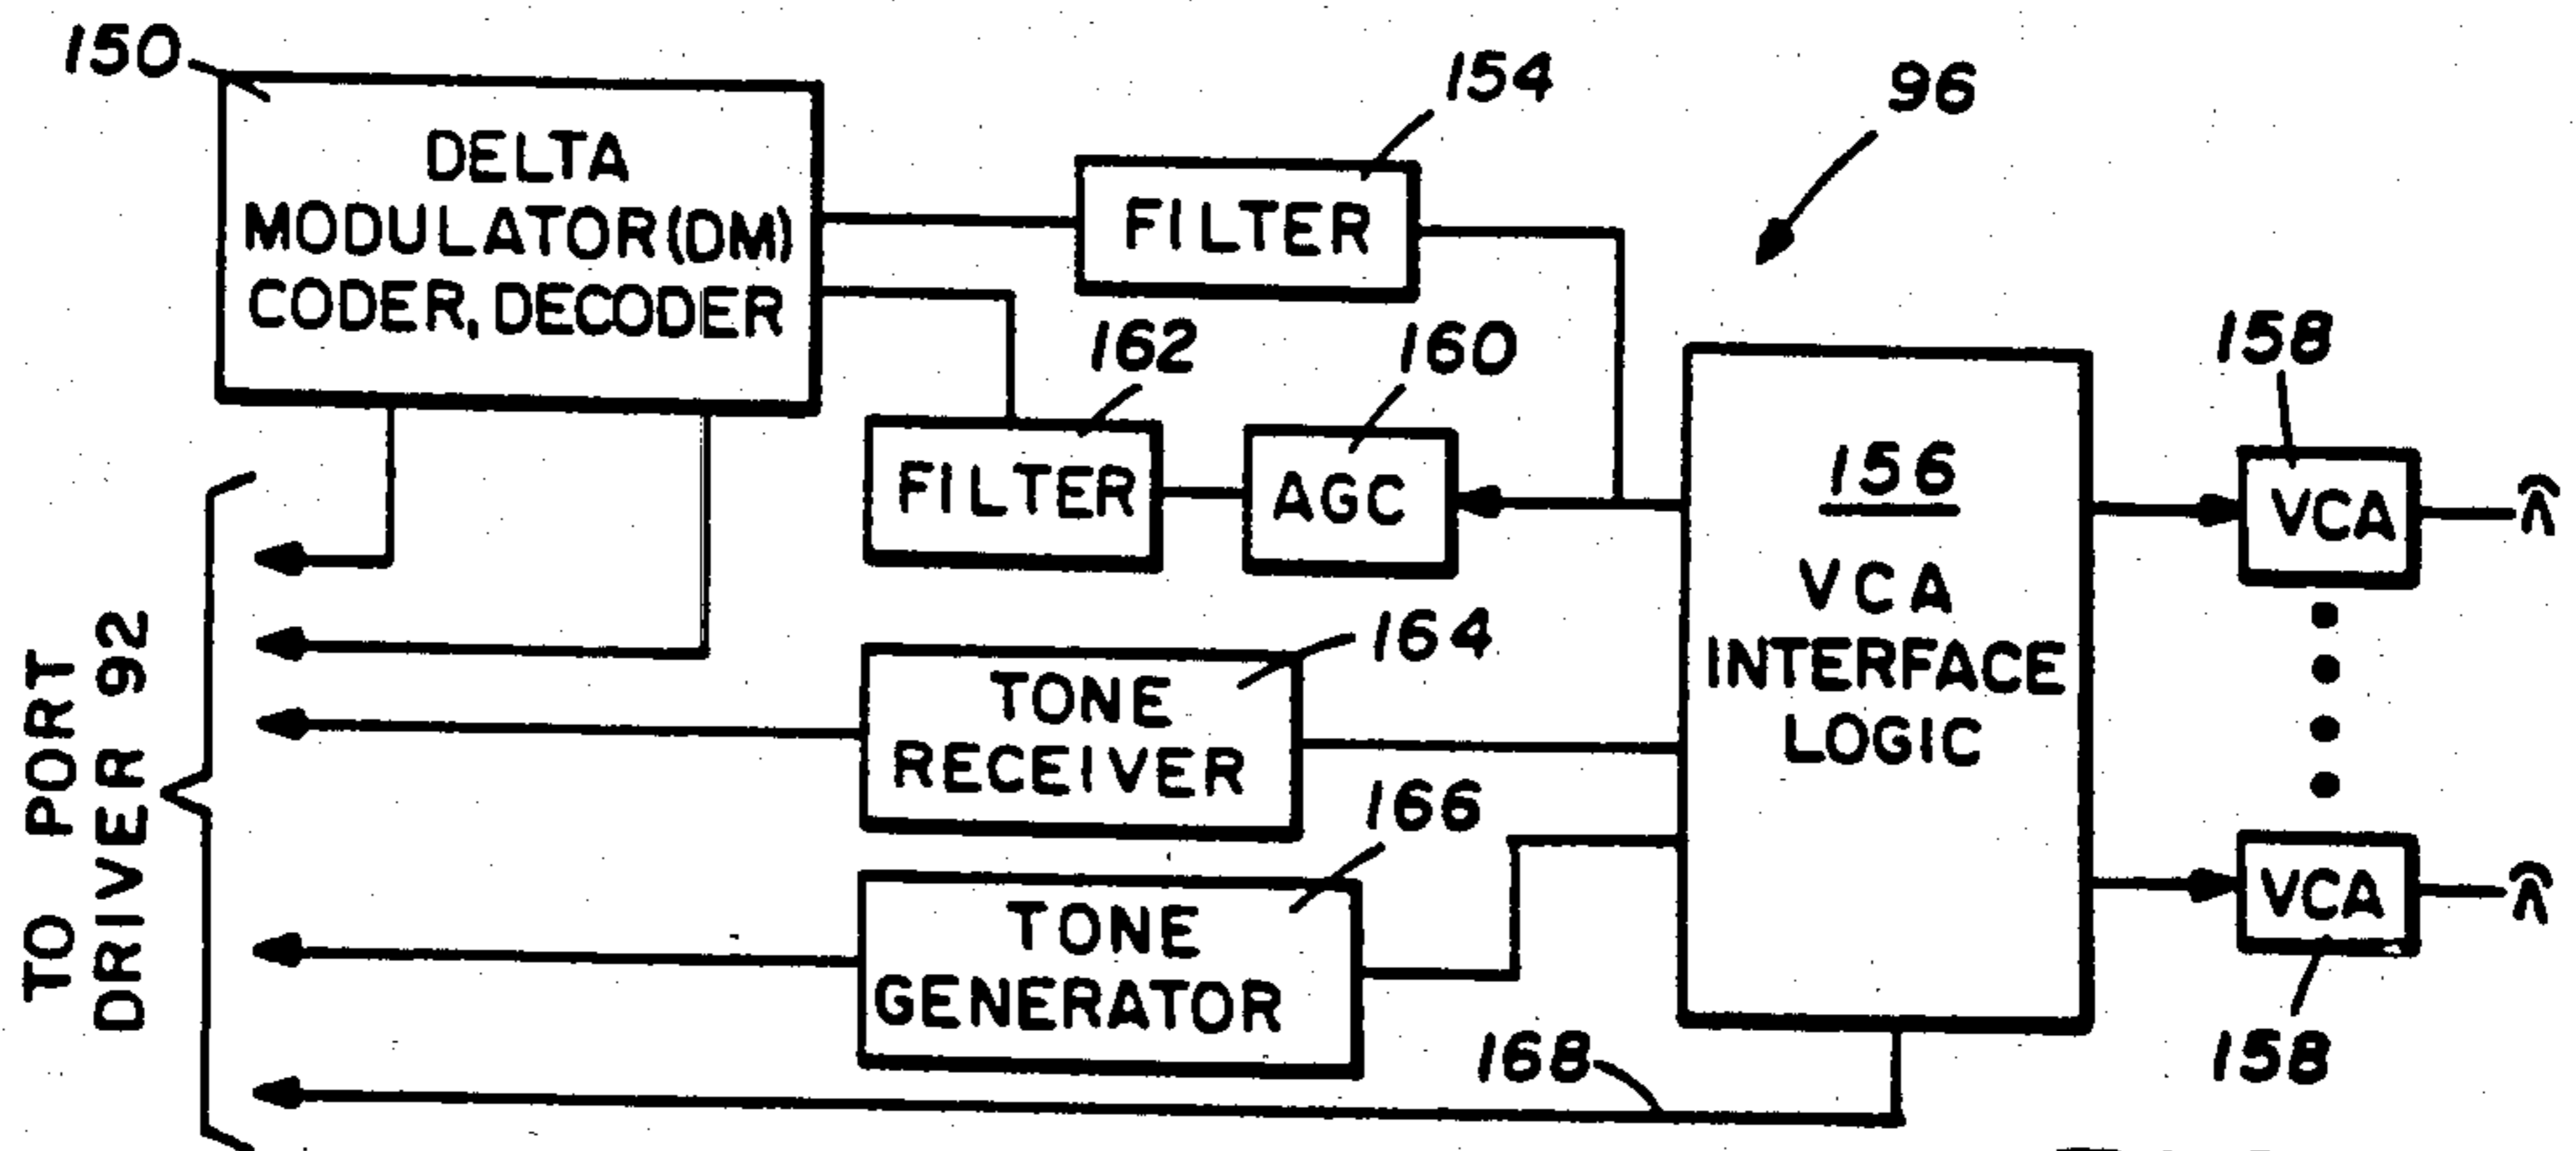 150
DELTA
MODULATOR(DM)
CODER, DECODER
154
FILTER
96
162
FILTER
160
AGC
156
VCA
INTERFACE
LOGIC
158
VCA
164
TONE
RECEIVER
166
TONE
GENERATOR
VCA
158
168
TO PORT
DRIVER 92